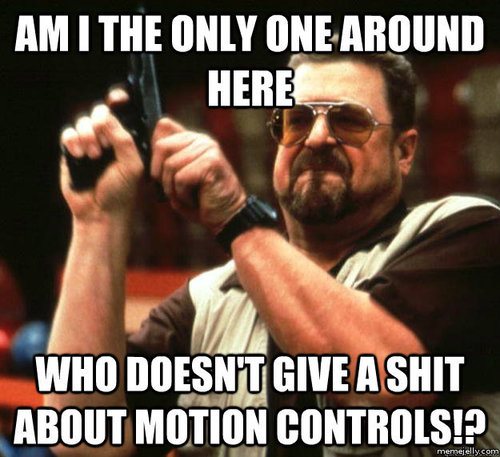 AM I THE ONLY ONE AROUND
HERE
WHO DOESN'T GIVE A SHIT
ABOUT MOTION CONTROLS!?
memejelly.com